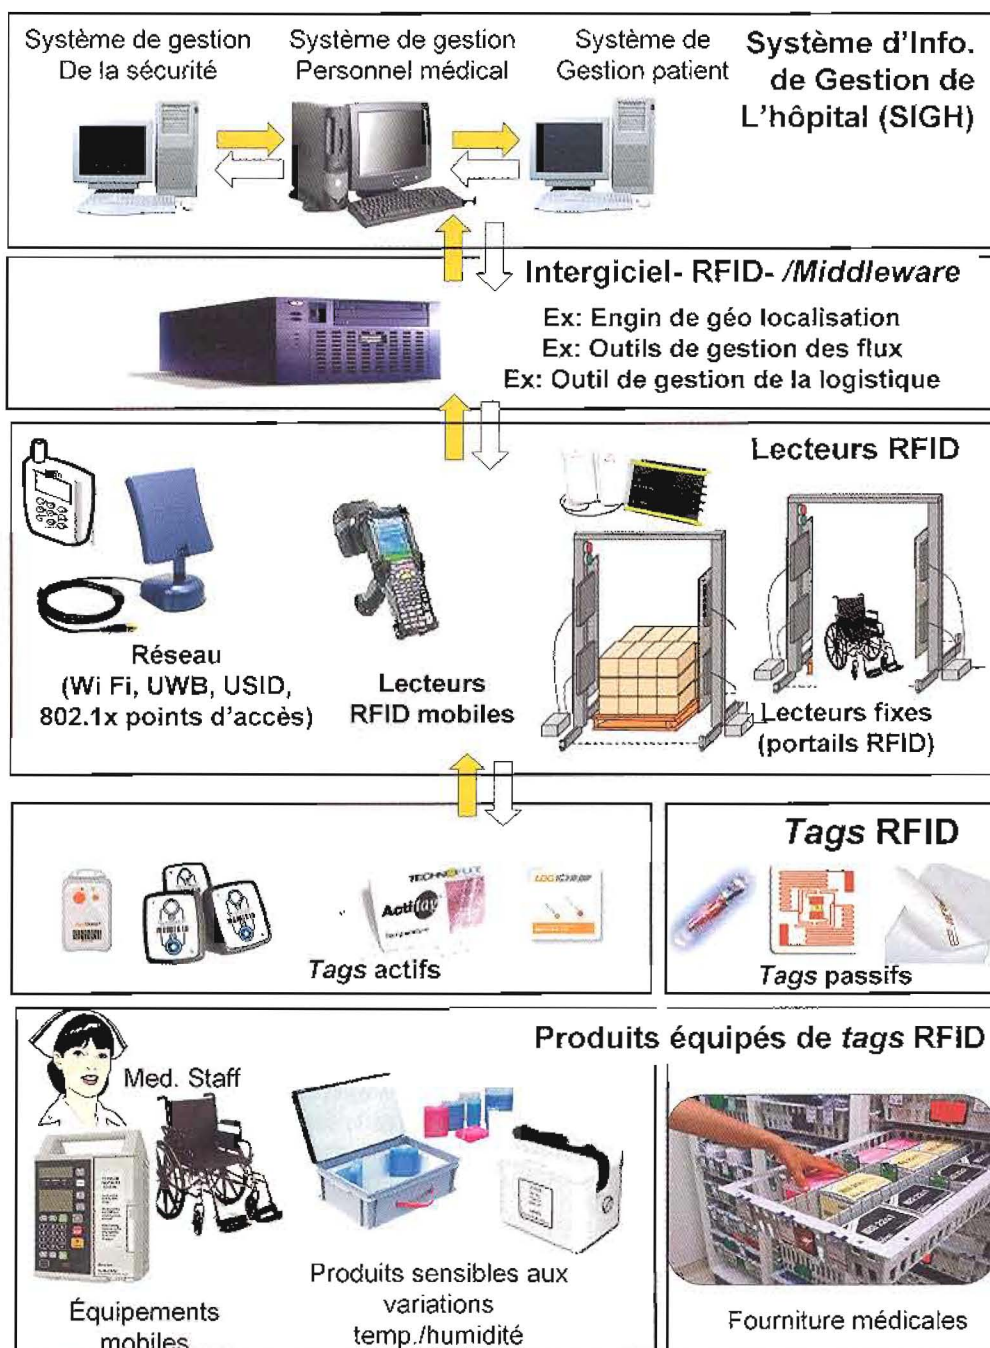 Système de gestion
De la sécurité
Système de gestion
Personnel médical
Système de
Gestion patient
Système d'Info.
de Gestion de
L'hôpital (SIGH)
Intergiciel- RFID- /Middleware
Ex: Engin de géo localisation
Ex: Outils de gestion des flux
Ex: Outil de gestion de la logistique
Lecteurs RFID
Réseau
(Wi Fi, UWB, USID,
802.1x points d'accès)
Lecteurs
RFID mobiles
Lecteurs fixes
(portails RFID)
Tags RFID
Tags actifs
Tags passifs
Produits équipés de tags RFID
Med. Staff
Équipements
mobiles
Produits sensibles aux
variations
temp./humidité
Fourniture médicales